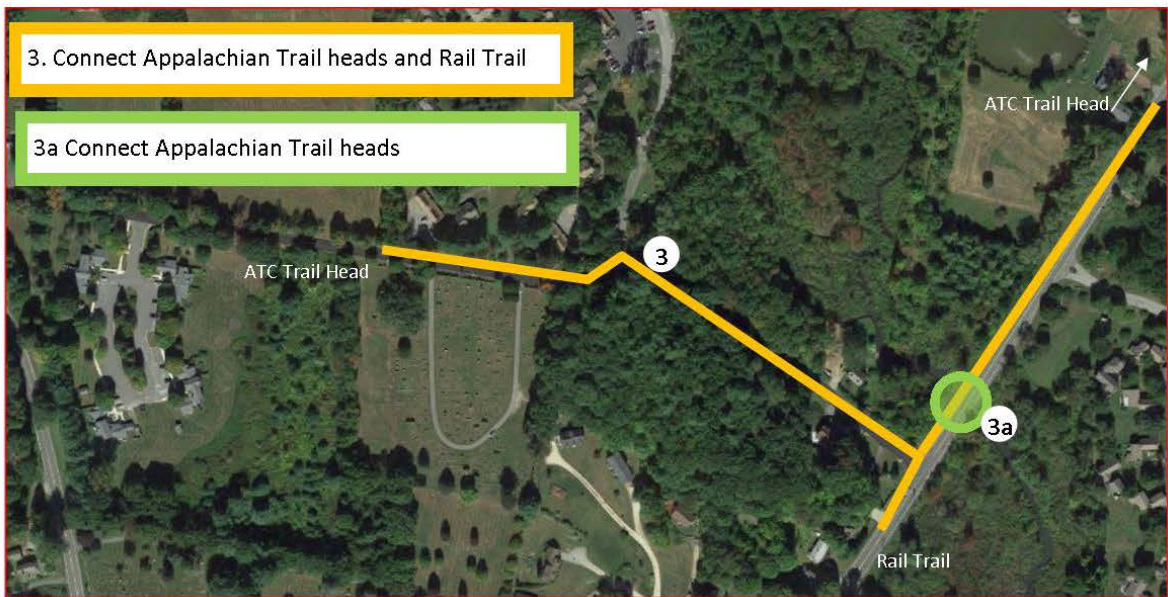 3. Connect Appalachian Trail heads and Rail Trail
3a Connect Appalachian Trail heads
ATC Trail Head
ATC Trail Head
3
3a
Rail Trail